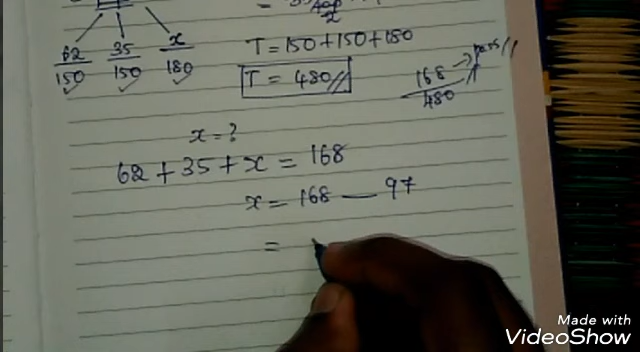 62/150 35/150 x/180
T = 150+150+180
T = 480//
168/480 → pass//
x = ?
62 + 35 + x = 168
x = 168 — 97
=
Made with
VideoShow